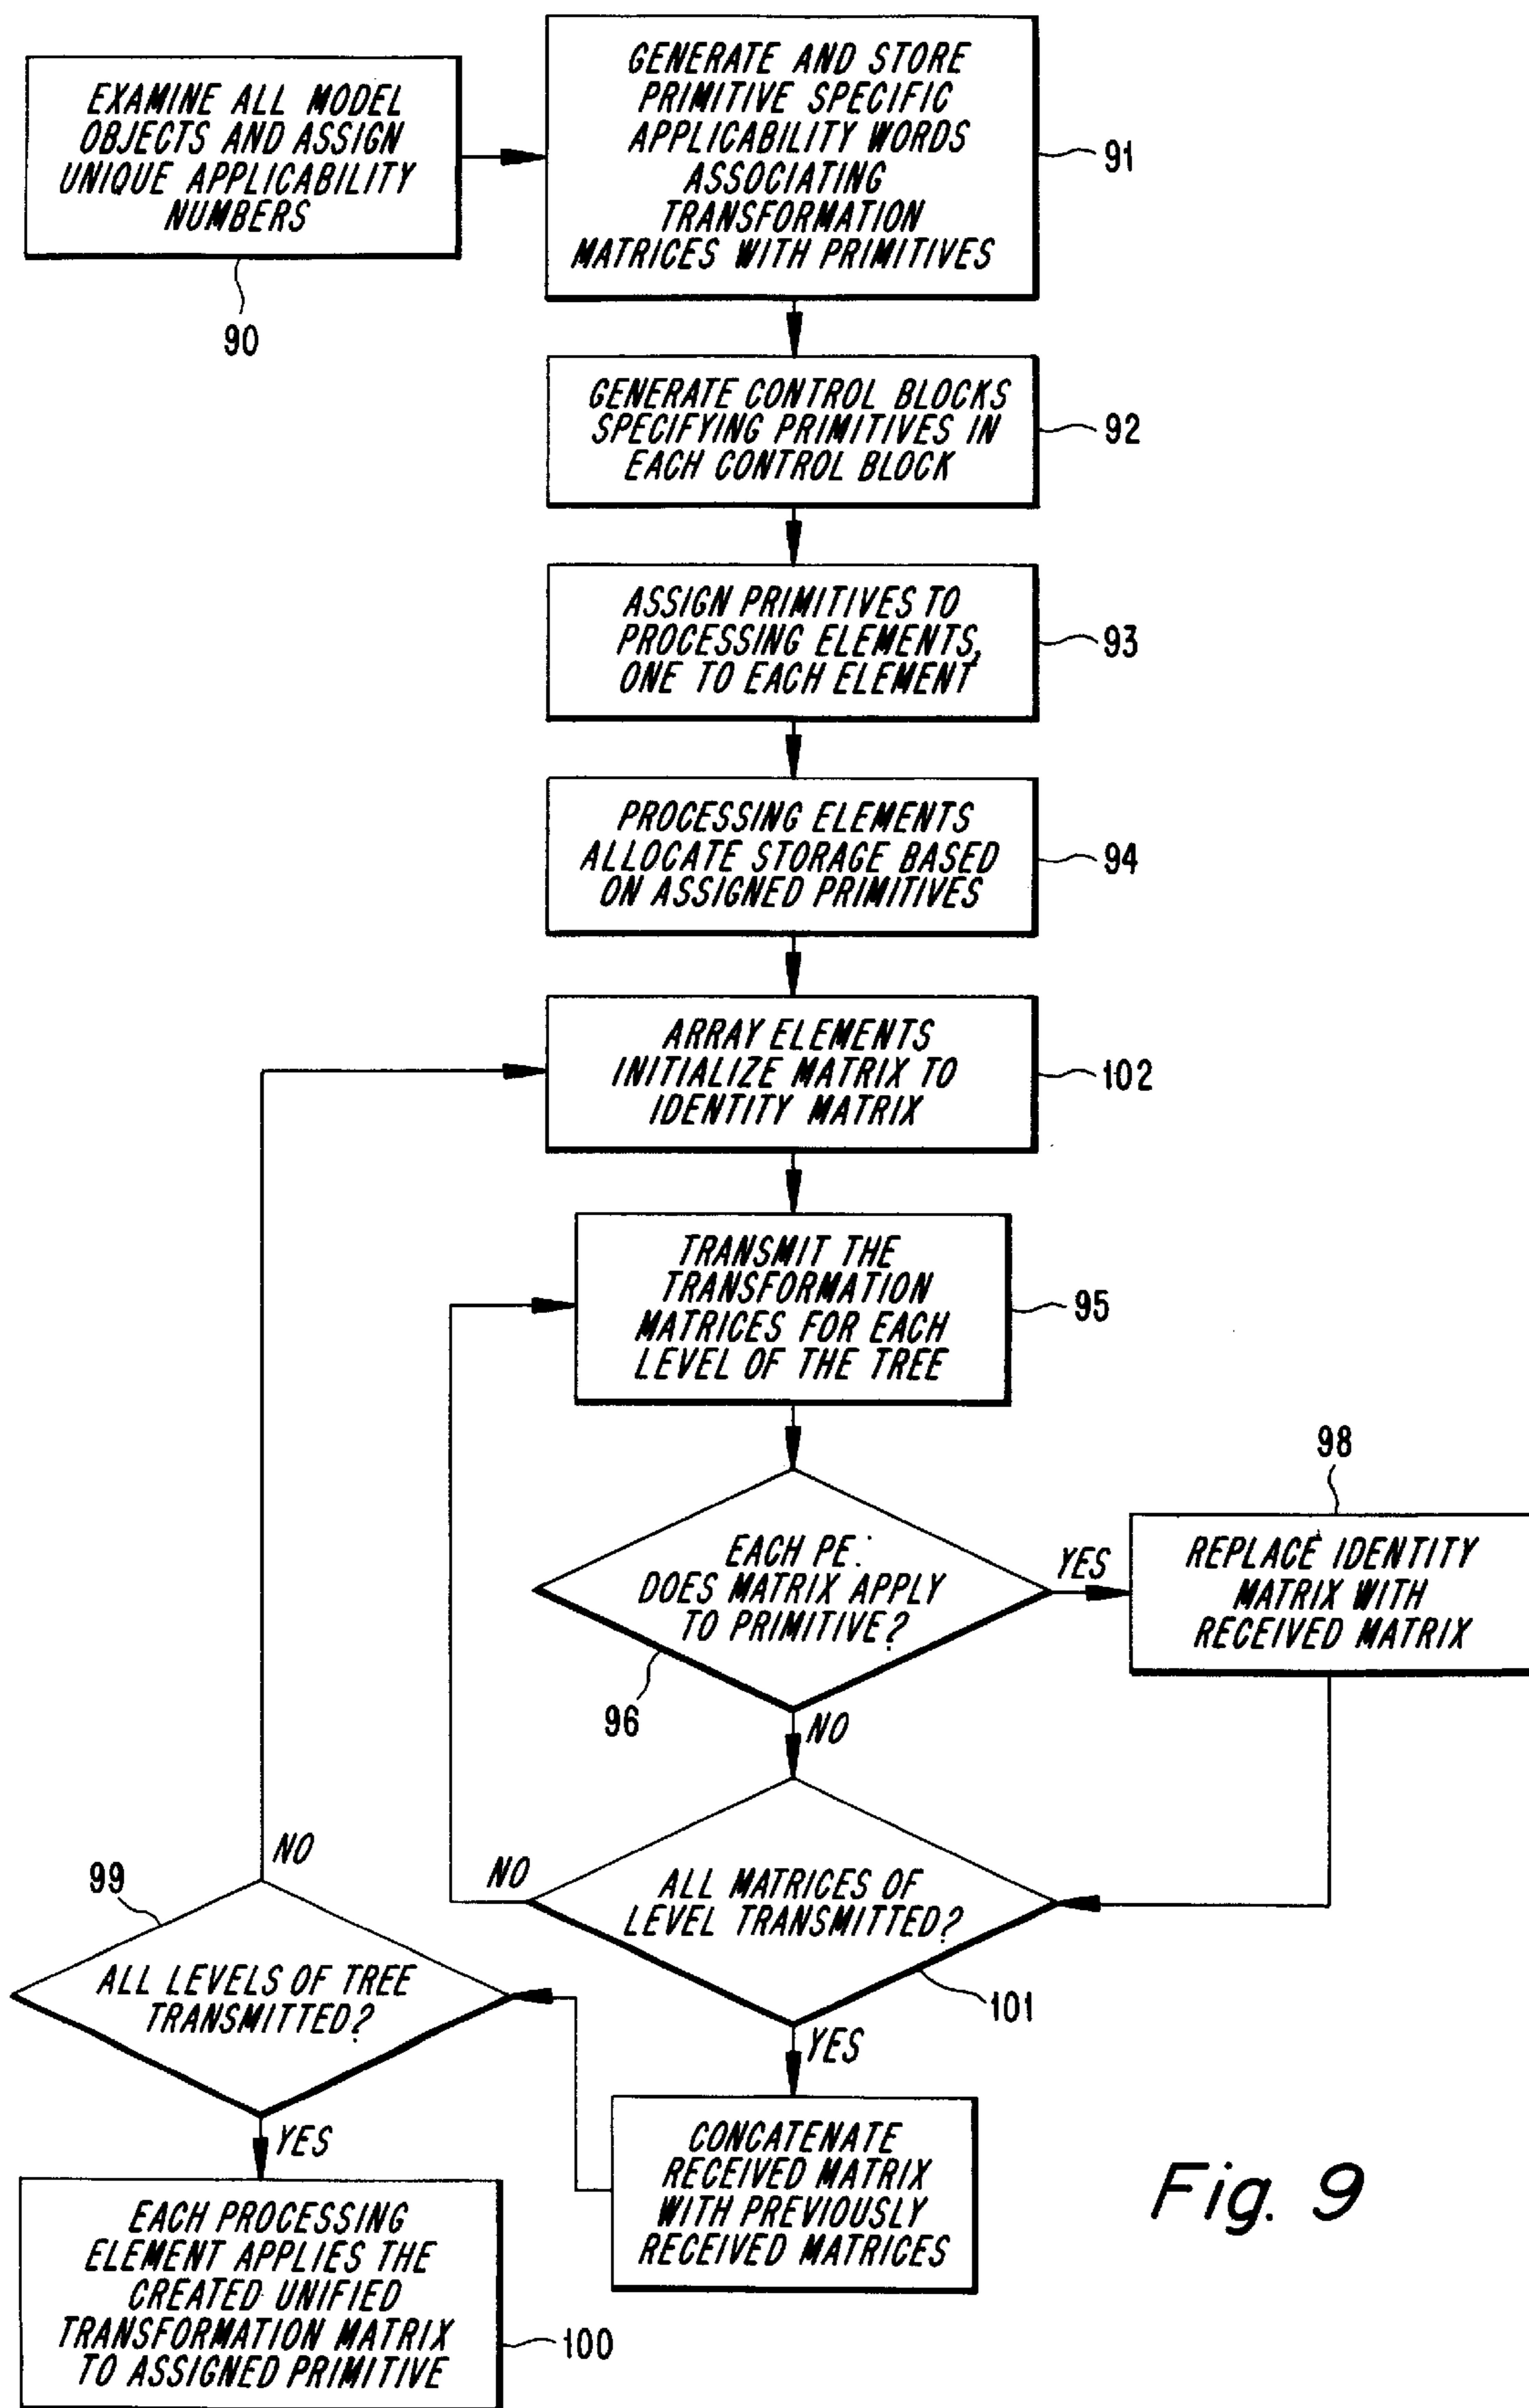 EXAMINE ALL MODEL
OBJECTS AND ASSIGN
UNIQUE APPLICABILITY
NUMBERS
90
GENERATE AND STORE
PRIMITIVE SPECIFIC
APPLICABILITY WORDS
ASSOCIATING
TRANSFORMATION
MATRICES WITH PRIMITIVES
91
GENERATE CONTROL BLOCKS
SPECIFYING PRIMITIVES IN
EACH CONTROL BLOCK
92
ASSIGN PRIMITIVES TO
PROCESSING ELEMENTS,
ONE TO EACH ELEMENT
93
PROCESSING ELEMENTS
ALLOCATE STORAGE BASED
ON ASSIGNED PRIMITIVES
94
ARRAY ELEMENTS
INITIALIZE MATRIX TO
IDENTITY MATRIX
102
TRANSMIT THE
TRANSFORMATION
MATRICES FOR EACH
LEVEL OF THE TREE
95
EACH PE:
DOES MATRIX APPLY
TO PRIMITIVE?
96
YES
98
REPLACE IDENTITY
MATRIX WITH
RECEIVED MATRIX
NO
ALL MATRICES OF
LEVEL TRANSMITTED?
101
NO
YES
CONCATENATE
RECEIVED MATRIX
WITH PREVIOUSLY
RECEIVED MATRICES
99
NO
ALL LEVELS OF TREE
TRANSMITTED?
YES
EACH PROCESSING
ELEMENT APPLIES THE
CREATED UNIFIED
TRANSFORMATION MATRIX
TO ASSIGNED PRIMITIVE
100
Fig. 9